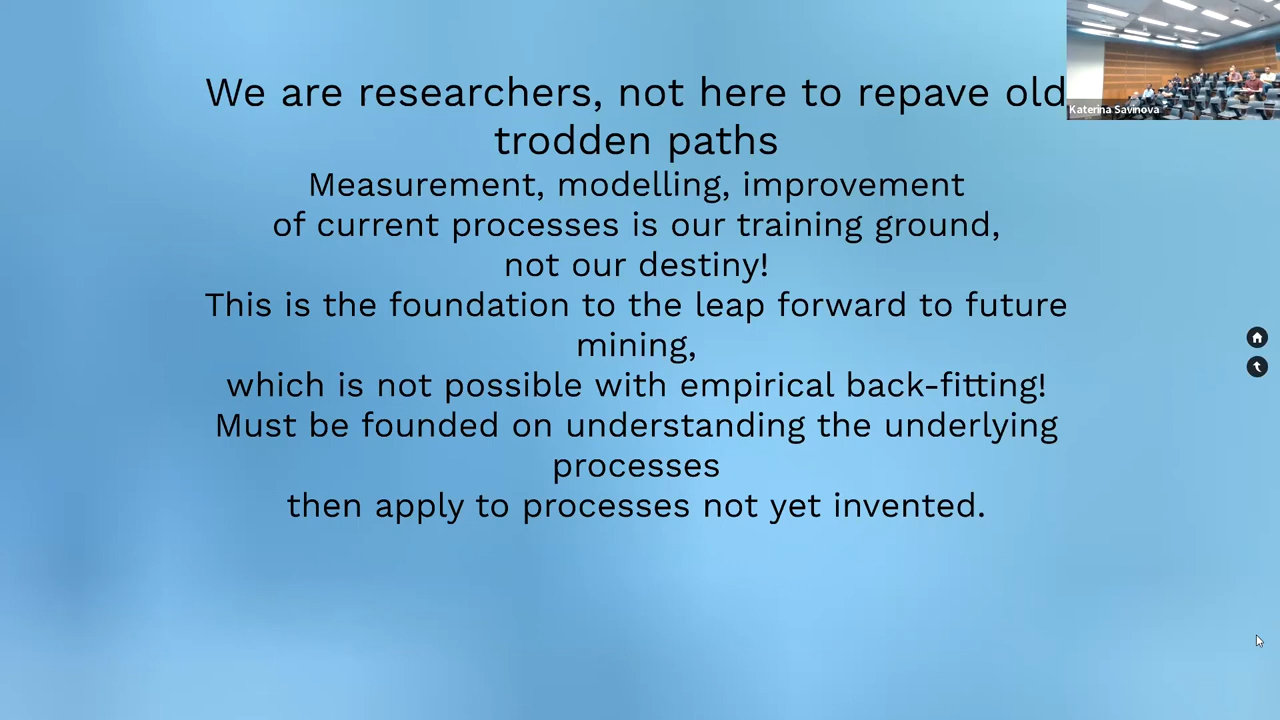 We are researchers, not here to repave old
trodden paths
Measurement, modelling, improvement
of current processes is our training ground,
not our destiny!
This is the foundation to the leap forward to future
mining,
which is not possible with empirical back-fitting!
Must be founded on understanding the underlying
processes
then apply to processes not yet invented.
Katerina Savinova